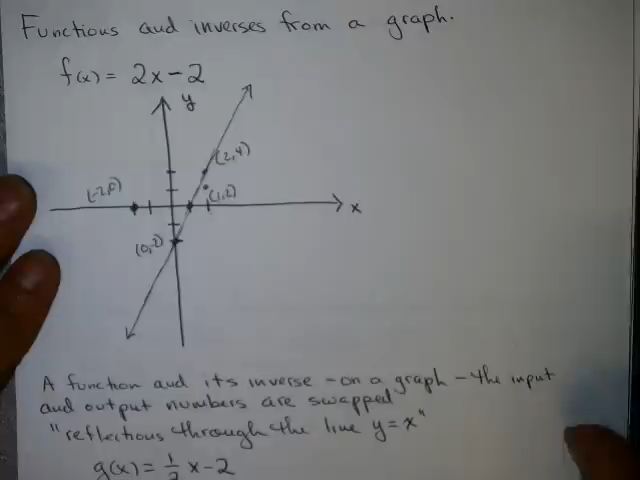 Functions and inverses from a graph.
f(x) = 2x - 2
y
(2,4)
(-2,0)
(1,2)
x
(0,-2)
A function and its inverse - on a graph - the input
and output numbers are swapped
"reflections through the line y = x"
g(x) = 1/2 x - 2